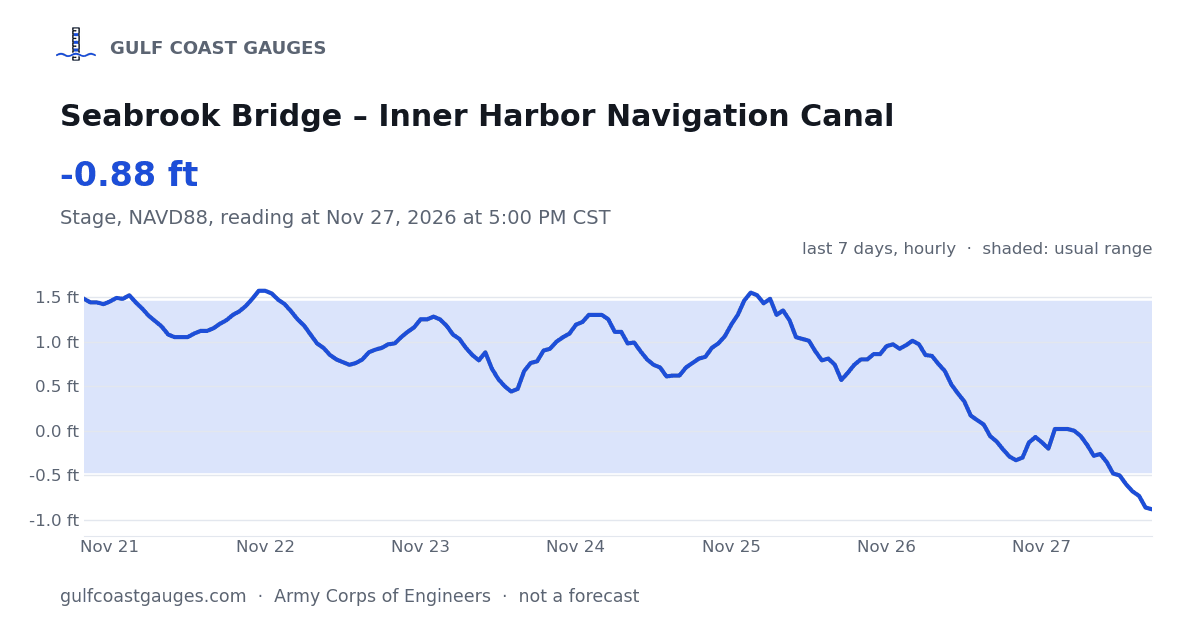 GULF COAST GAUGES
Seabrook Bridge – Inner Harbor Navigation Canal
-0.88 ft
Stage, NAVD88, reading at Nov 27, 2026 at 5:00 PM CST
last 7 days, hourly · shaded: usual range
1.5 ft
1.0 ft
0.5 ft
0.0 ft
-0.5 ft
-1.0 ft
Nov 21 Nov 22 Nov 23 Nov 24 Nov 25 Nov 26 Nov 27
gulfcoastgauges.com · Army Corps of Engineers · not a forecast